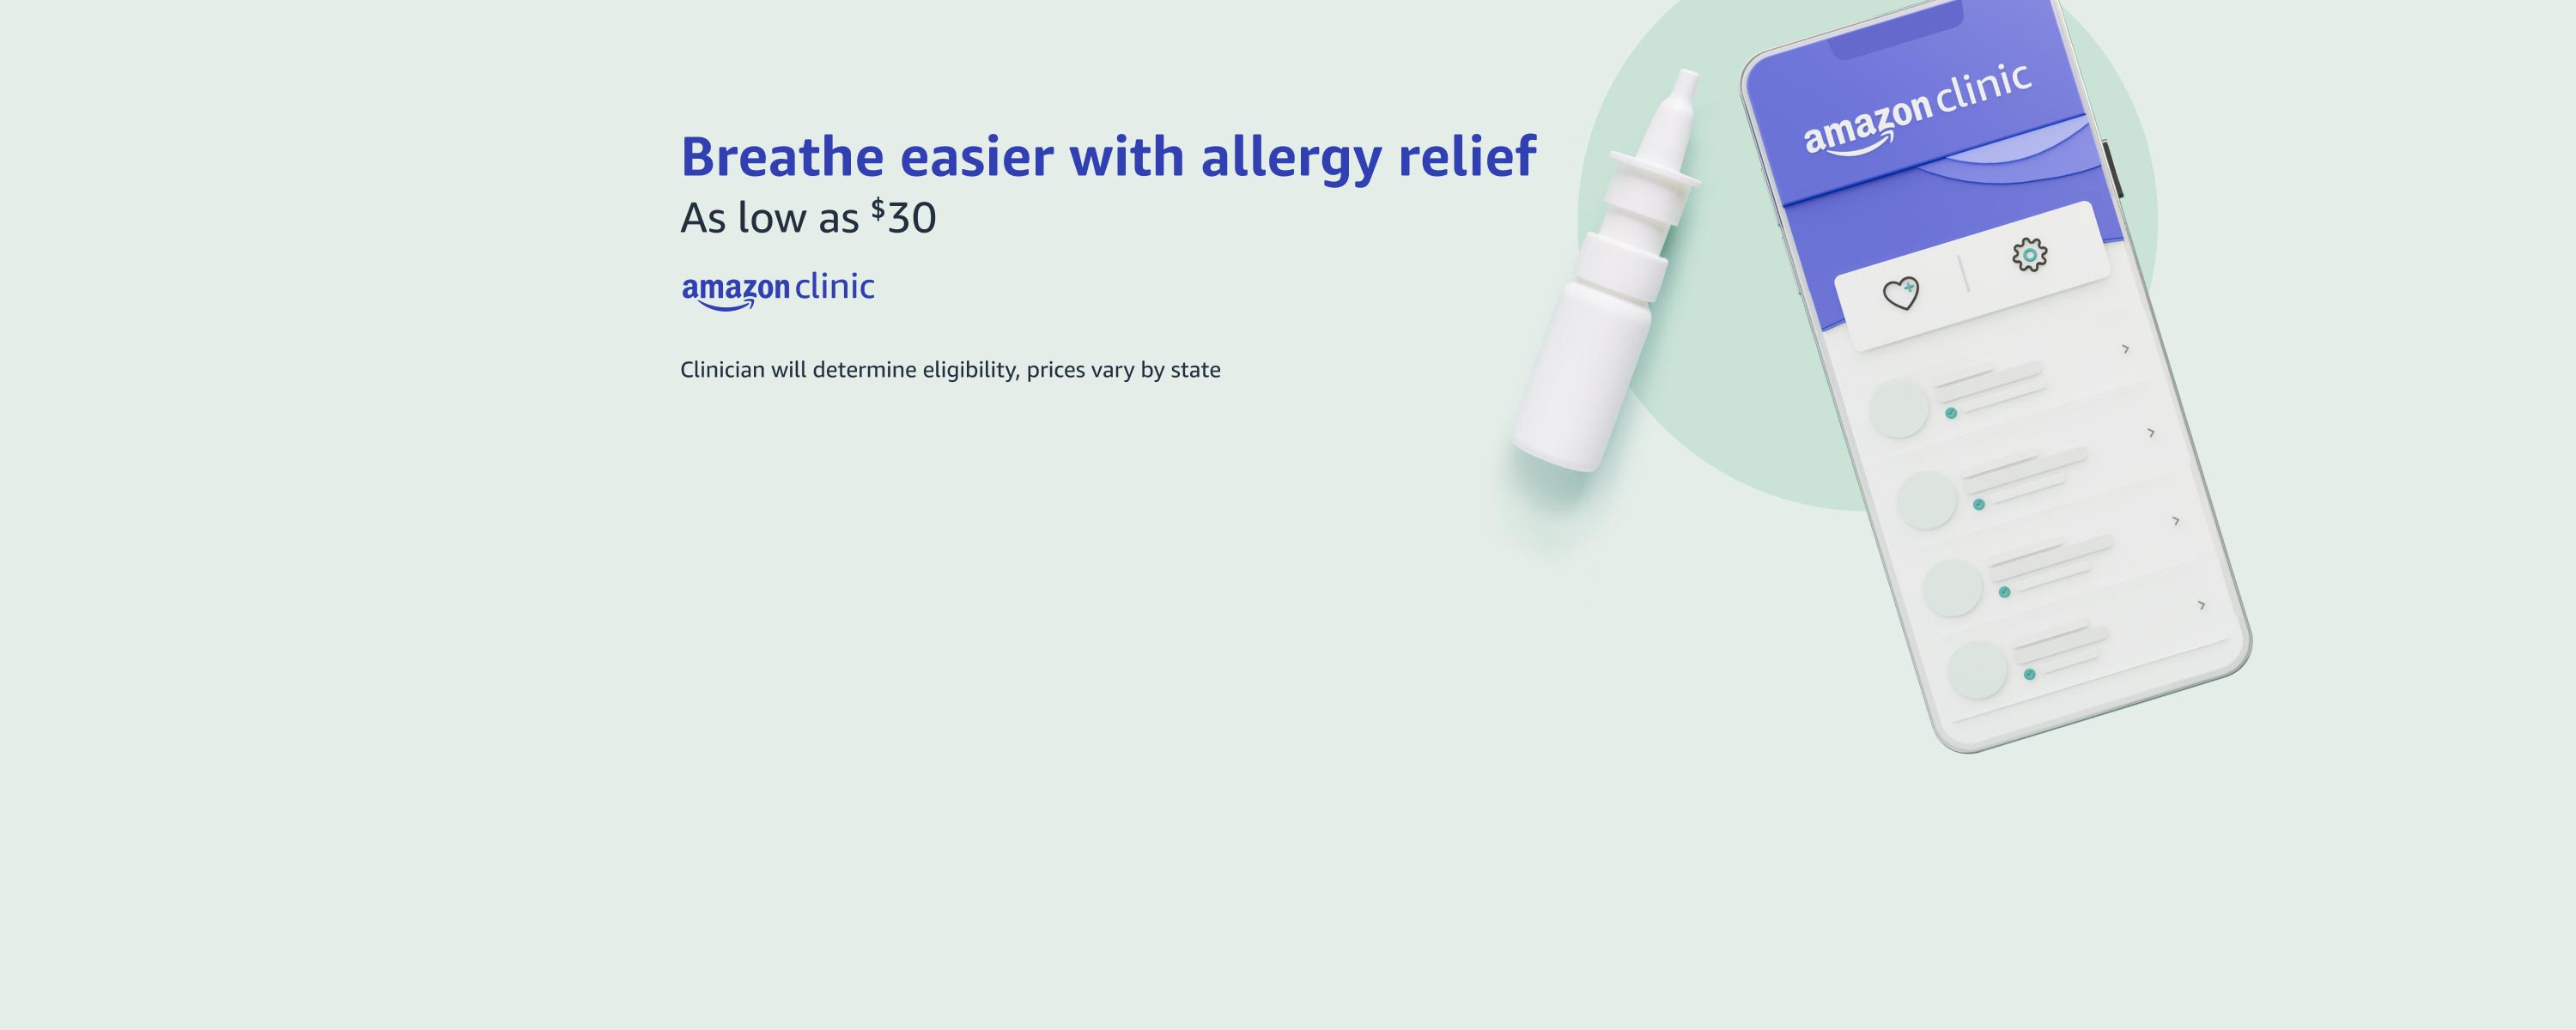 Breathe easier with allergy relief
As low as $30
amazon clinic
Clinician will determine eligibility, prices vary by state
amazon clinic